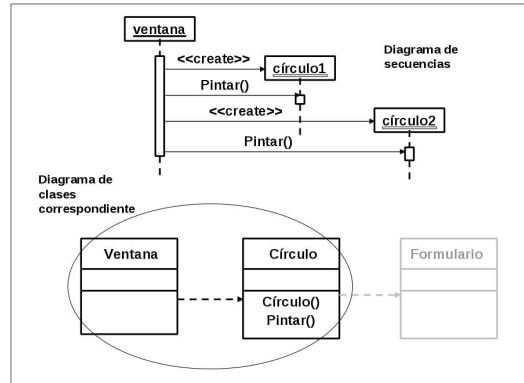 ventana
<<create>>
círculo1
Diagrama de
secuencias
Pintar()
<<create>>
círculo2
Pintar()
Diagrama de
clases
correspondiente
Ventana
Círculo
Formulario
Círculo()
Pintar()